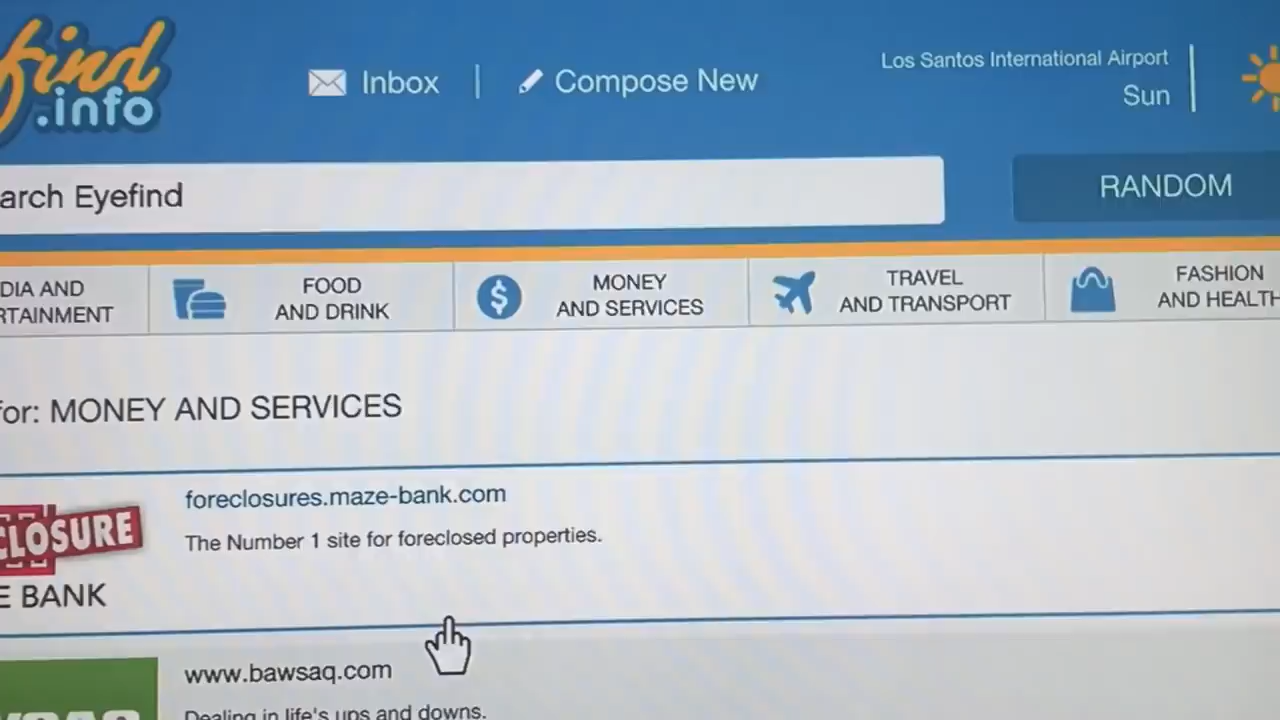 find
.info
Inbox | Compose New
Los Santos International Airport
Sun
arch Eyefind
RANDOM
DIA AND
RTAINMENT
FOOD
AND DRINK
MONEY
AND SERVICES
TRAVEL
AND TRANSPORT
FASHION
AND HEALTH
for: MONEY AND SERVICES
CLOSURE
E BANK
foreclosures.maze-bank.com
The Number 1 site for foreclosed properties.
www.bawsaq.com
Dealing in life's ups and downs.